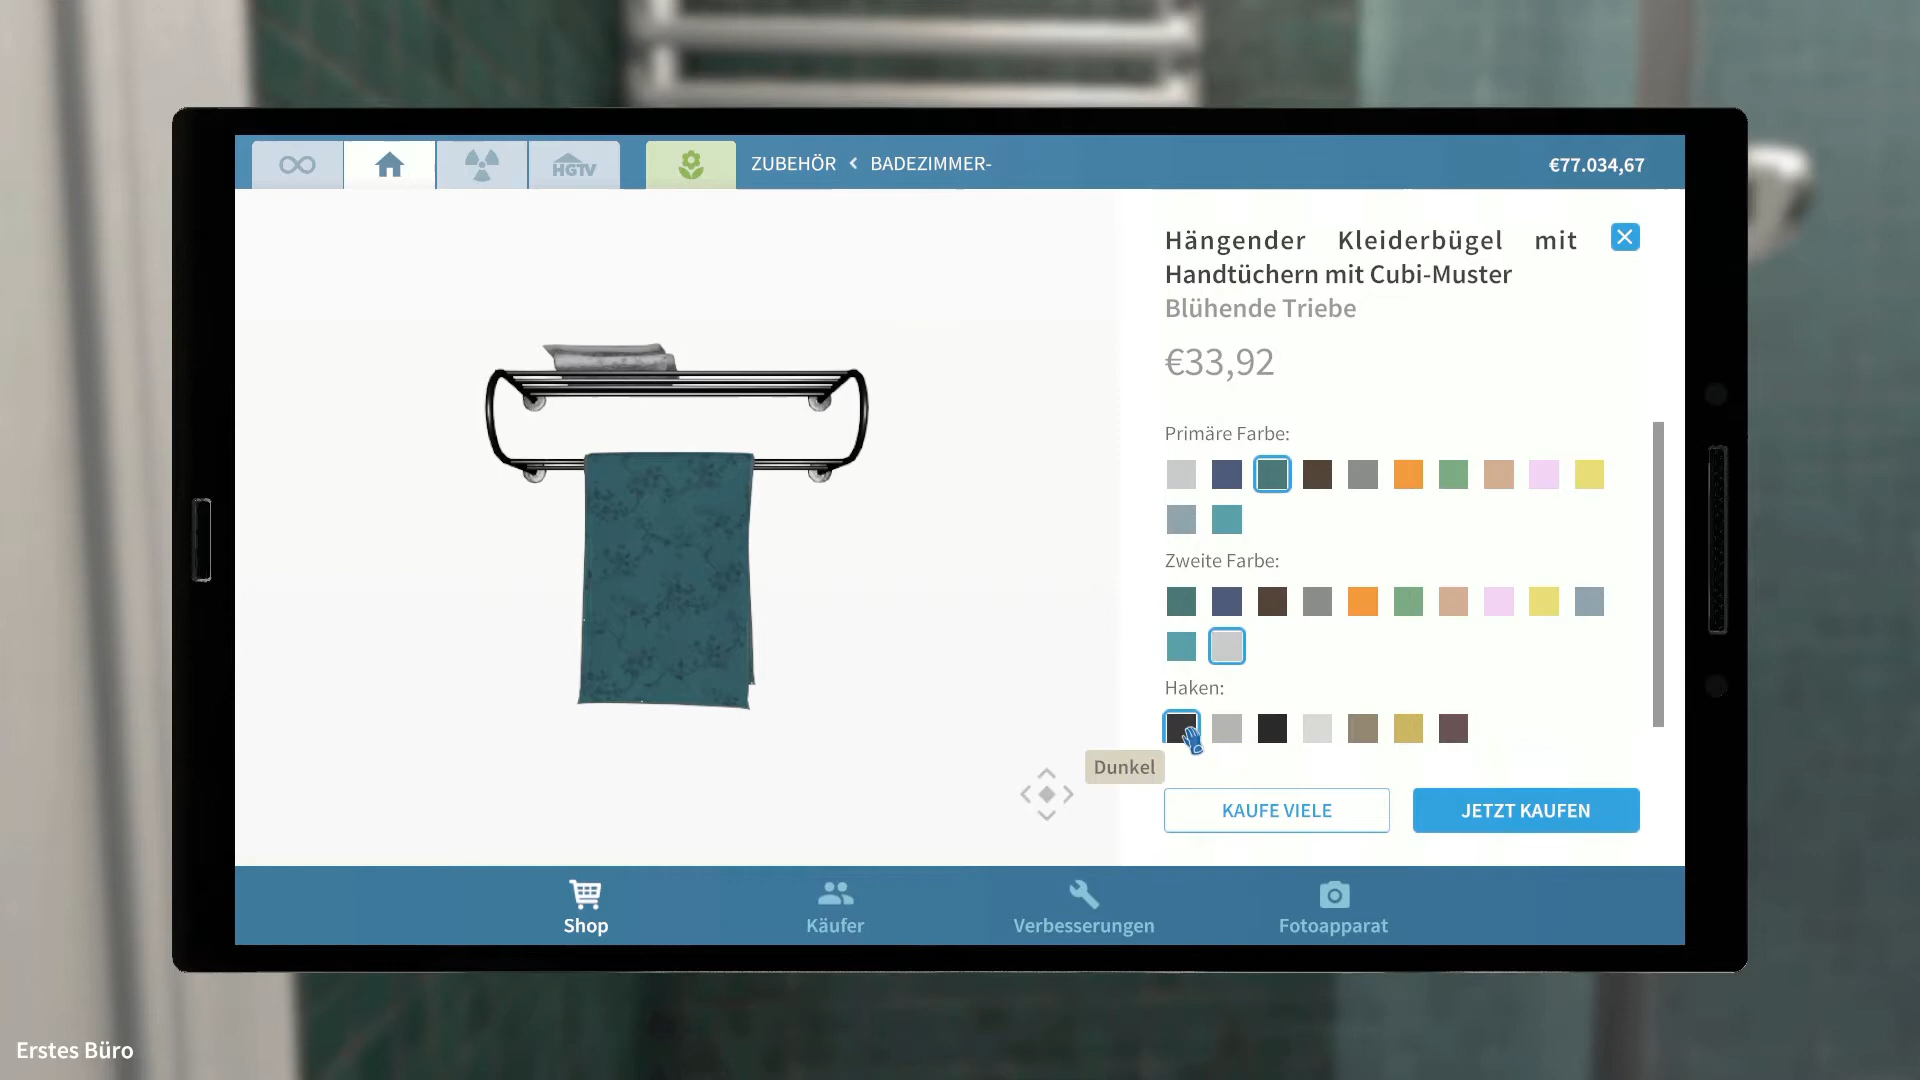 HGTV
ZUBEHÖR < BADEZIMMER-
€77.034,67
Hängender Kleiderbügel mit
Handtüchern mit Cubi-Muster
Blühende Triebe
€33,92
Primäre Farbe:
Zweite Farbe:
Haken:
Dunkel
KAUFE VIELE
JETZT KAUFEN
Shop
Käufer
Verbesserungen
Fotoapparat
Erstes Büro